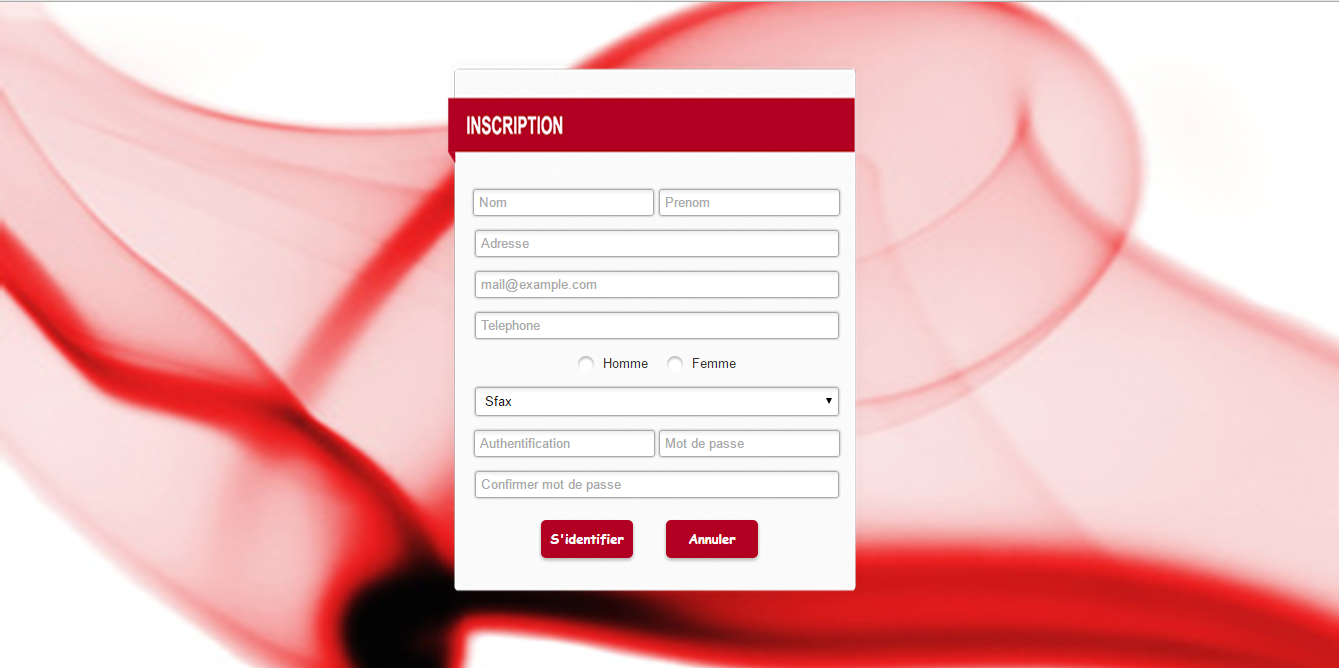 INSCRIPTION
Nom Prenom
Adresse
mail@example.com
Telephone
Homme Femme
Sfax
Authentification Mot de passe
Confirmer mot de passe
S'identifier Annuler